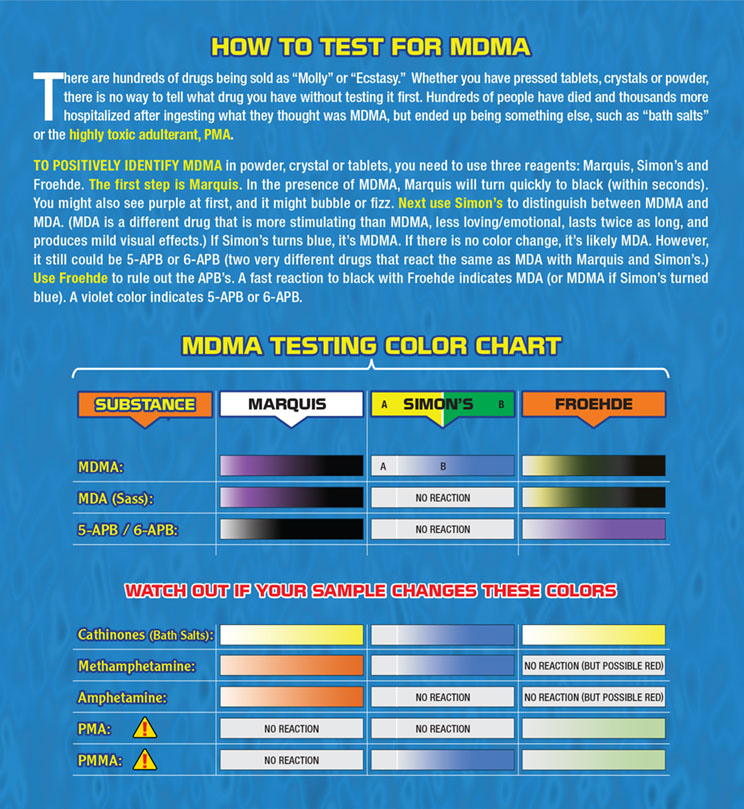 HOW TO TEST FOR MDMA
There are hundreds of drugs being sold as “Molly” or “Ecstasy.” Whether you have pressed tablets, crystals or powder,
there is no way to tell what drug you have without testing it first. Hundreds of people have died and thousands more
hospitalized after ingesting what they thought was MDMA, but ended up being something else, such as “bath salts”
or the highly toxic adulterant, PMA.
TO POSITIVELY IDENTIFY MDMA in powder, crystal or tablets, you need to use three reagents: Marquis, Simon’s and
Froehde. The first step is Marquis. In the presence of MDMA, Marquis will turn quickly to black (within seconds).
You might also see purple at first, and it might bubble or fizz. Next use Simon’s to distinguish between MDMA and
MDA. (MDA is a different drug that is more stimulating than MDMA, less loving/emotional, lasts twice as long, and
produces mild visual effects.) If Simon’s turns blue, it’s MDMA. If there is no color change, it’s likely MDA. However,
it still could be 5-APB or 6-APB (two very different drugs that react the same as MDA with Marquis and Simon’s.)
Use Froehde to rule out the APB’s. A fast reaction to black with Froehde indicates MDA (or MDMA if Simon’s turned
blue). A violet color indicates 5-APB or 6-APB.
MDMA TESTING COLOR CHART
SUBSTANCE MARQUIS A SIMON’S B FROEHDE
MDMA: A B
MDA (Sass): NO REACTION
5-APB / 6-APB: NO REACTION
WATCH OUT IF YOUR SAMPLE CHANGES THESE COLORS
Cathinones (Bath Salts):
Methamphetamine: NO REACTION (BUT POSSIBLE RED)
Amphetamine: NO REACTION NO REACTION (BUT POSSIBLE RED)
PMA: ! NO REACTION NO REACTION
PMMA: ! NO REACTION